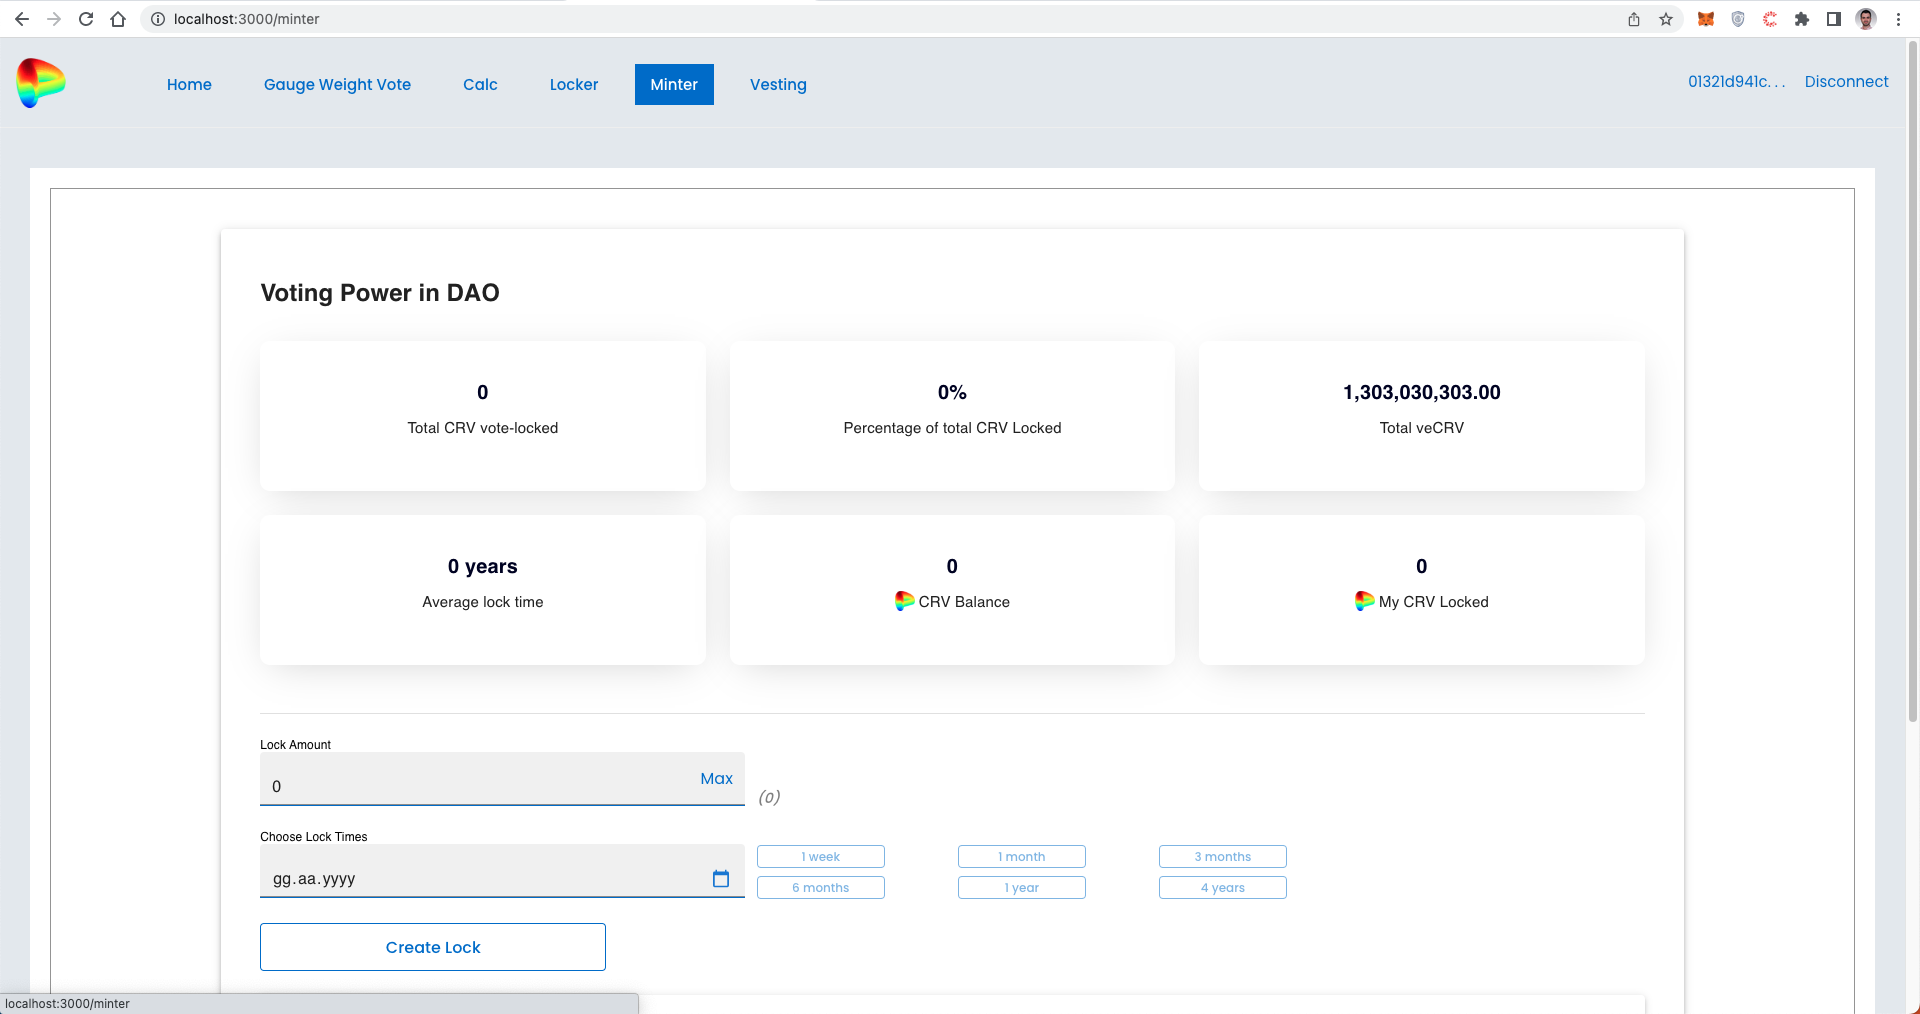 localhost:3000/minter
Home Gauge Weight Vote Calc Locker Minter Vesting 01321d941c... Disconnect
Voting Power in DAO
0
Total CRV vote-locked
0%
Percentage of total CRV Locked
1,303,030,303.00
Total veCRV
0 years
Average lock time
0
CRV Balance
0
My CRV Locked
Lock Amount
0 Max (0)
Choose Lock Times
gg.aa.yyyy
1 week 1 month 3 months
6 months 1 year 4 years
Create Lock
localhost:3000/minter